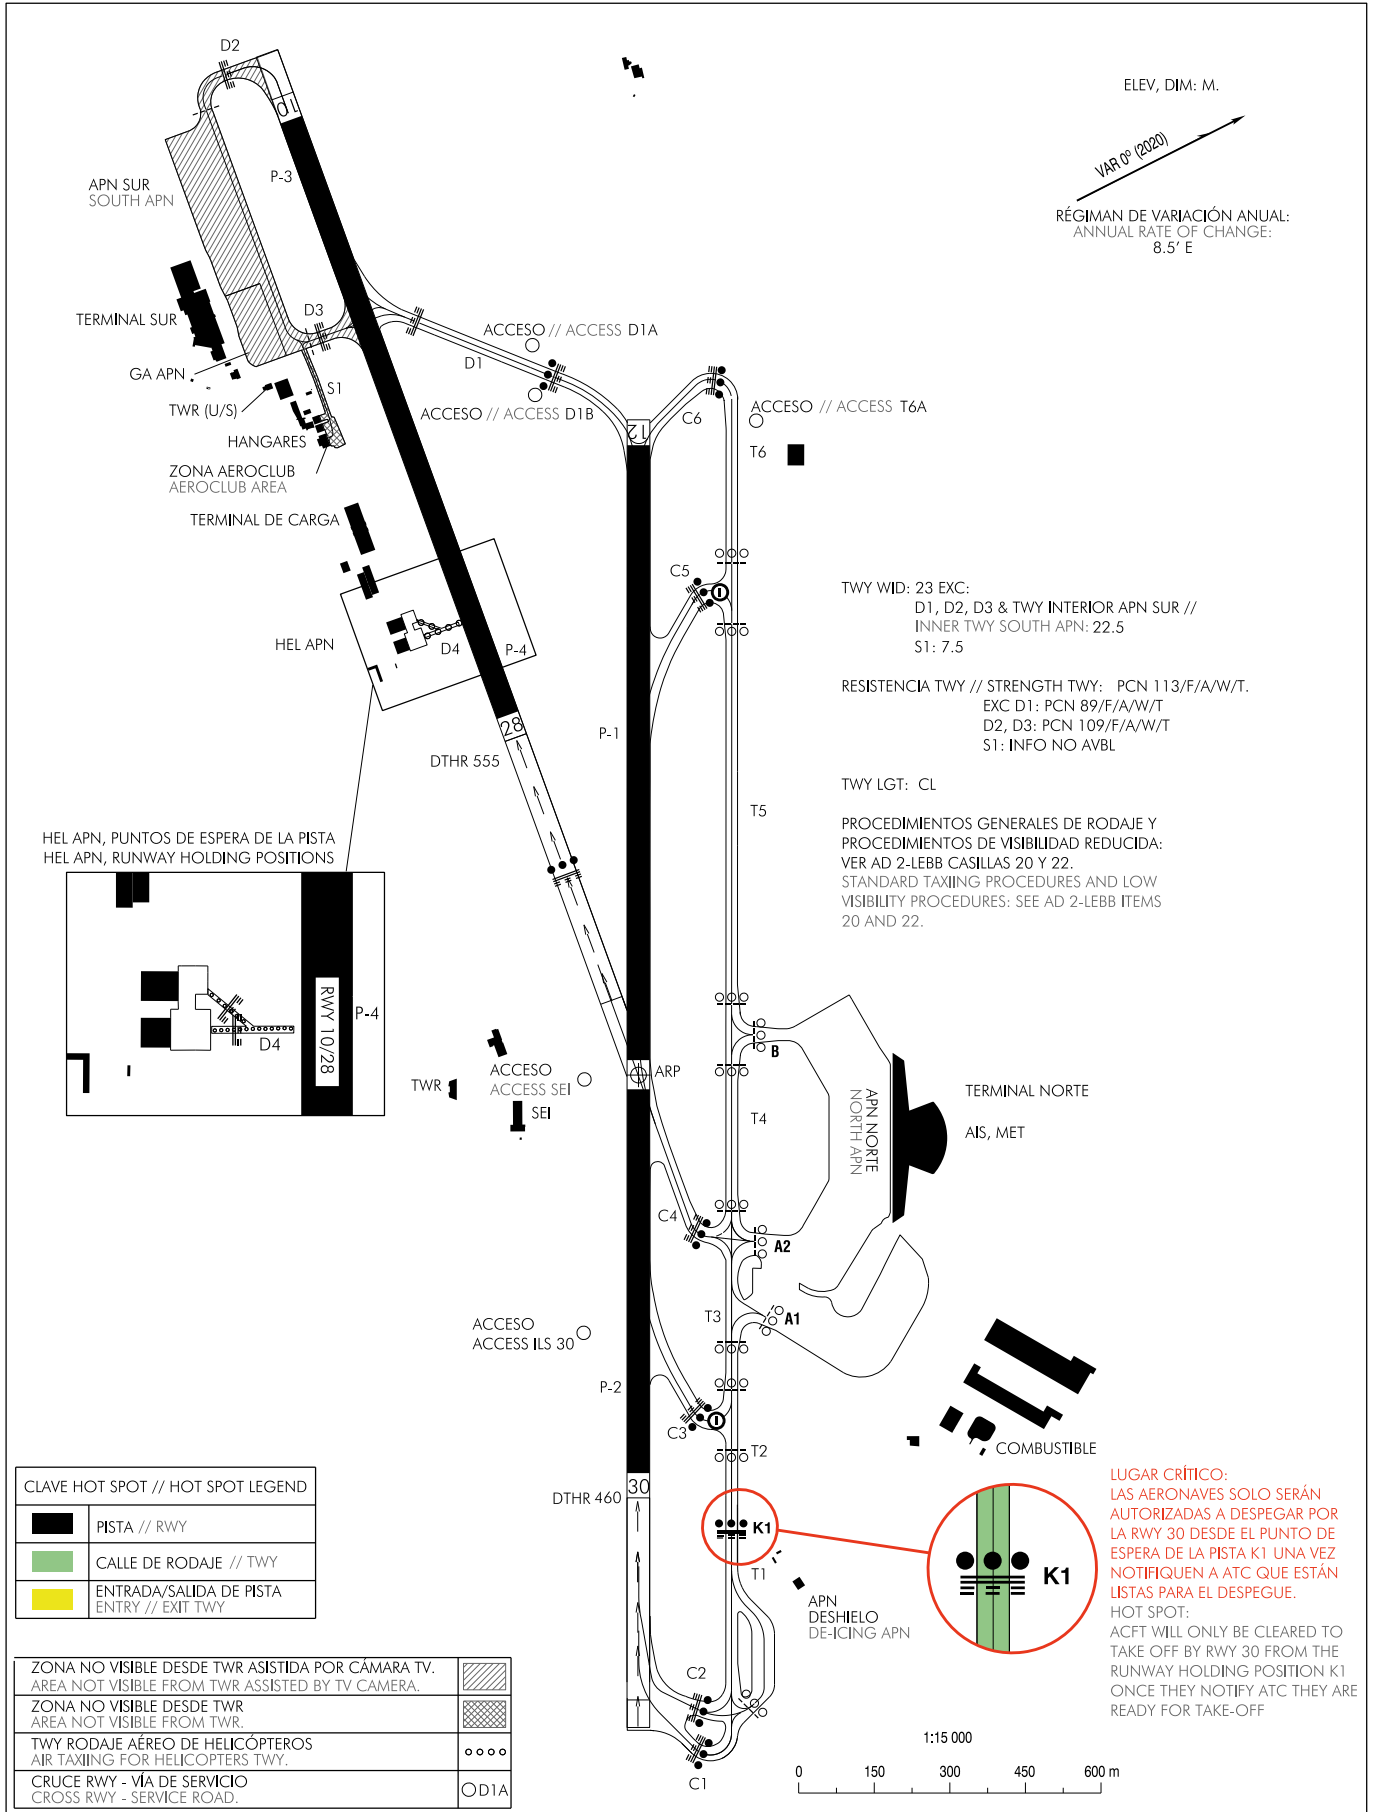 D2
ELEV, DIM: M.
10
VAR 0º (2020)
P-3
APN SUR
SOUTH APN
RÉGIMAN DE VARIACIÓN ANUAL:
ANNUAL RATE OF CHANGE:
8.5' E
TERMINAL SUR
D3
ACCESO // ACCESS D1A
D1
GA APN
S1
TWR (U/S)
ACCESO // ACCESS D1B
C6
ACCESO // ACCESS T6A
12
HANGARES
T6
ZONA AEROCLUB
AEROCLUB AREA
TERMINAL DE CARGA
C5
TWY WID: 23 EXC:
D1, D2, D3 & TWY INTERIOR APN SUR //
INNER TWY SOUTH APN: 22.5
S1: 7.5
HEL APN
D4
P-4
RESISTENCIA TWY // STRENGTH TWY: PCN 113/F/A/W/T.
EXC D1: PCN 89/F/A/W/T
D2, D3: PCN 109/F/A/W/T
S1: INFO NO AVBL
28
P-1
DTHR 555
TWY LGT: CL
T5
PROCEDIMIENTOS GENERALES DE RODAJE Y
PROCEDIMIENTOS DE VISIBILIDAD REDUCIDA:
VER AD 2-LEBB CASILLAS 20 Y 22.
STANDARD TAXIING PROCEDURES AND LOW
VISIBILITY PROCEDURES: SEE AD 2-LEBB ITEMS
20 AND 22.
HEL APN, PUNTOS DE ESPERA DE LA PISTA
HEL APN, RUNWAY HOLDING POSITIONS
RWY 10/28
P-4
D4
B
ARP
ACCESO
ACCESS SEI
TWR
SEI
T4
APN NORTE
NORTH APN
TERMINAL NORTE
AIS, MET
C4
A2
A1
T3
ACCESO
ACCESS ILS 30
P-2
C3
T2
COMBUSTIBLE
30
DTHR 460
K1
T1
APN
DESHIELO
DE-ICING APN
K1
LUGAR CRÍTICO:
LAS AERONAVES SOLO SERÁN
AUTORIZADAS A DESPEGAR POR
LA RWY 30 DESDE EL PUNTO DE
ESPERA DE LA PISTA K1 UNA VEZ
NOTIFIQUEN A ATC QUE ESTÁN
LISTAS PARA EL DESPEGUE.
HOT SPOT:
ACFT WILL ONLY BE CLEARED TO
TAKE OFF BY RWY 30 FROM THE
RUNWAY HOLDING POSITION K1
ONCE THEY NOTIFY ATC THEY ARE
READY FOR TAKE-OFF
CLAVE HOT SPOT // HOT SPOT LEGEND
PISTA // RWY
CALLE DE RODAJE // TWY
ENTRADA/SALIDA DE PISTA
ENTRY // EXIT TWY
C2
C1
ZONA NO VISIBLE DESDE TWR ASISTIDA POR CÁMARA TV.
AREA NOT VISIBLE FROM TWR ASSISTED BY TV CAMERA.
ZONA NO VISIBLE DESDE TWR
AREA NOT VISIBLE FROM TWR.
TWY RODAJE AÉREO DE HELICÓPTEROS
AIR TAXIING FOR HELICOPTERS TWY.
CRUCE RWY - VÍA DE SERVICIO
CROSS RWY - SERVICE ROAD.
D1A
1:15 000
0 150 300 450 600 m